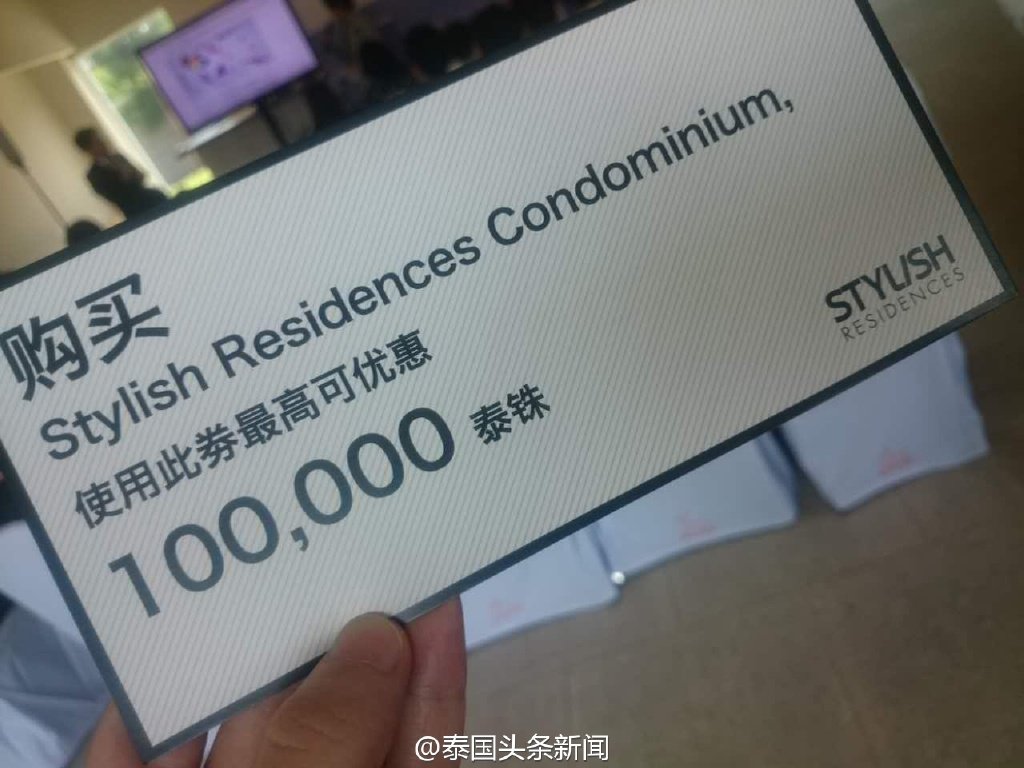 购买
Stylish Residences Condominium,
使用此券最高可优惠
100,000 泰铢
STYLISH
RESIDENCES
@泰国头条新闻